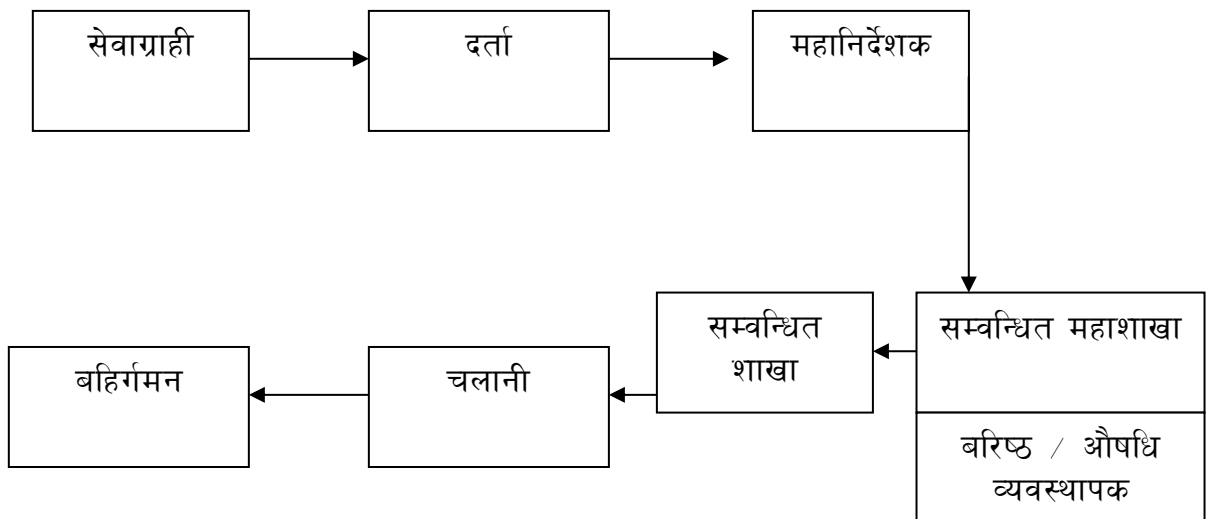 सेवाग्राही
दर्ता
महानिर्देशक
सम्वन्धित महाशाखा
बरिष्ठ / औषधि
व्यवस्थापक
सम्वन्धित
शाखा
चलानी
बहिर्गमन